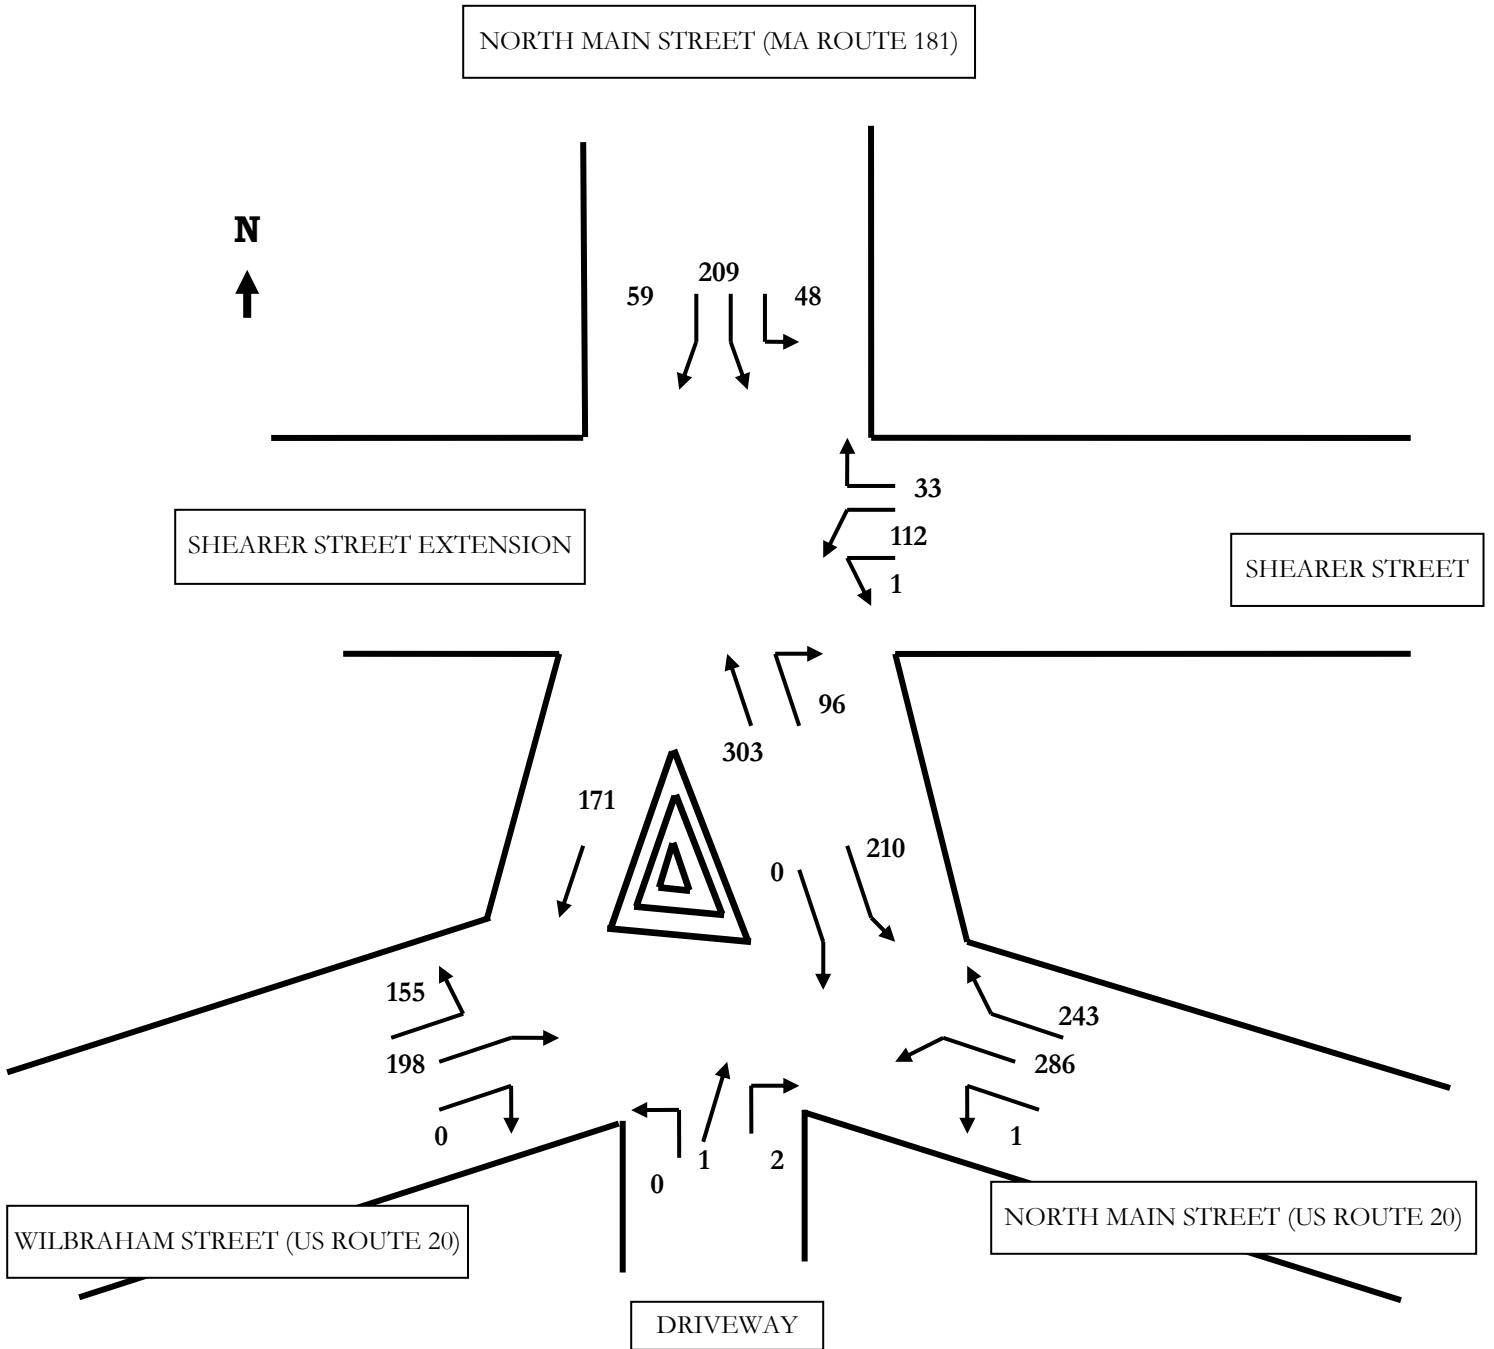 NORTH MAIN STREET (MA ROUTE 181)
N
209
59
48
33
112
SHEARER STREET EXTENSION
SHEARER STREET
1
96
303
171
210
0
155
243
198
286
0
1
1
2
0
NORTH MAIN STREET (US ROUTE 20)
WILBRAHAM STREET (US ROUTE 20)
DRIVEWAY